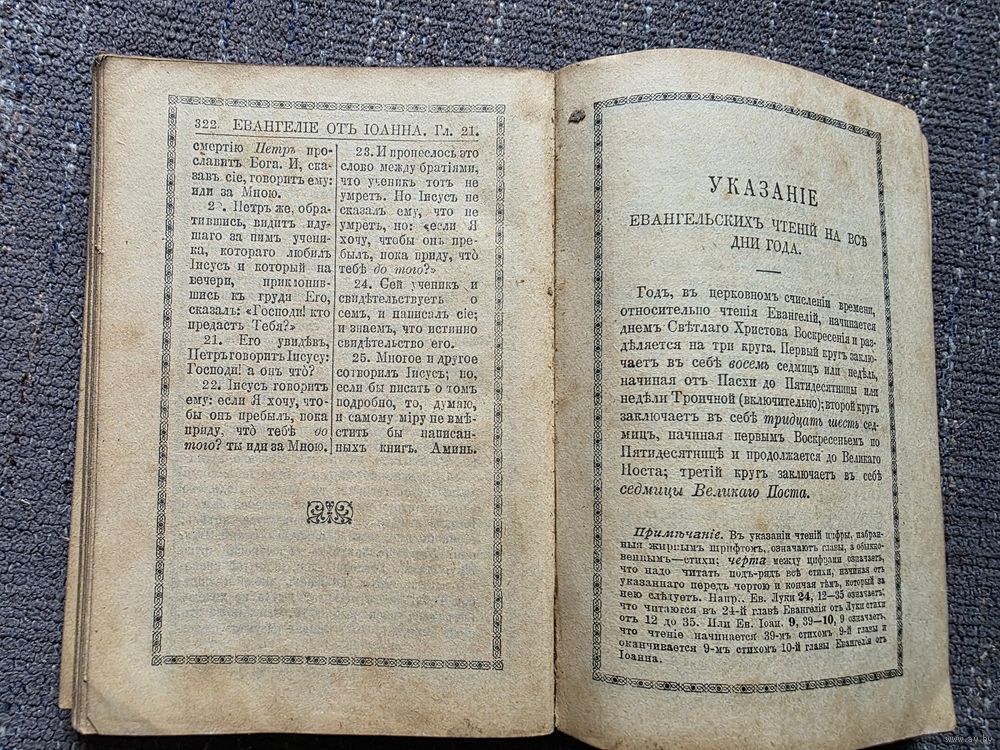 322 ЕВАНГЕЛІЕ ОТЪ ІОАННА. Гл. 21.
смертію Петръ про-
славитъ Бога. И, ска-
завъ сіе, говоритъ ему:
иди за Мною.
20. Петръ же, обра-
тившись, видитъ иду-
щаго за нимъ учени-
ка, котораго любилъ
Іисусъ и который на
вечери, приклонив-
шись къ груди Его,
сказалъ: «Господи! кто
предастъ Тебя?»
21. Его увидѣвъ,
Петръ говоритъ Іисусу:
Господи! а онъ что̀?
22. Іисусъ говоритъ
ему: если Я хочу, что-
бы онъ пребылъ, пока
приду, что̀ тебѣ до
того? ты иди за Мною.
23. И пронеслось это
слово между братіями,
что ученикъ тотъ не
умретъ. Но Іисусъ не
сказалъ ему, что не
умретъ, но: «если Я
хочу, чтобы онъ пре-
былъ, пока приду, что̀
тебѣ до того?»
24. Сей ученикъ и
свидѣтельствуетъ о
семъ, и написалъ сіе;
и знаемъ, что истинно
свидѣтельство его.
25. Многое и другое
сотворилъ Іисусъ; но,
если бы писать о томъ
подробно, то, думаю,
и самому міру не вмѣ-
стить бы написан-
ныхъ книгъ. Аминь.
УКАЗАНІЕ
ЕВАНГЕЛЬСКИХЪ ЧТЕНІЙ НА ВСѢ
ДНИ ГОДА.
Годъ, въ церковномъ счисленіи времени,
относительно чтенія Евангелій, начинается
днемъ Свѣтлаго Христова Воскресенія и раз-
дѣляется на три круга. Первый кругъ заклю-
чаетъ въ себѣ восемь седмицъ или недѣль,
начиная отъ Пасхи до Пятидесятницы или
недѣли Троичной (включительно); второй кругъ
заключаетъ въ себѣ тридцать шесть сед-
мицъ, начиная первымъ Воскресеньемъ по
Пятидесятницѣ и продолжается до Великаго
Поста; третій кругъ заключаетъ въ себѣ
седмицы Великаго Поста.
Примѣчаніе. Въ указаніи чтеній цифры, набран-
ныя жирнымъ шрифтомъ, означаютъ главы, а обыкно-
веннымъ—стихи; черта между цифрами означаетъ,
что надо читать подъ-рядъ всѣ стихи, начиная отъ
указаннаго передъ чертою и кончая тѣмъ, который за
нею слѣдуетъ. Напр.. Ев. Луки 24, 12—35 означаетъ,
что читаются въ 24-й главѣ Евангелія отъ Луки стихи
отъ 12 до 35. Или Ев. Іоан. 9, 39—10, 9 означаетъ,
что чтеніе начинается 39-мъ стихомъ 9-й главы и
оканчивается 9-мъ стихомъ 10-й главы Евангелія отъ
Іоанна.
www.ay.by